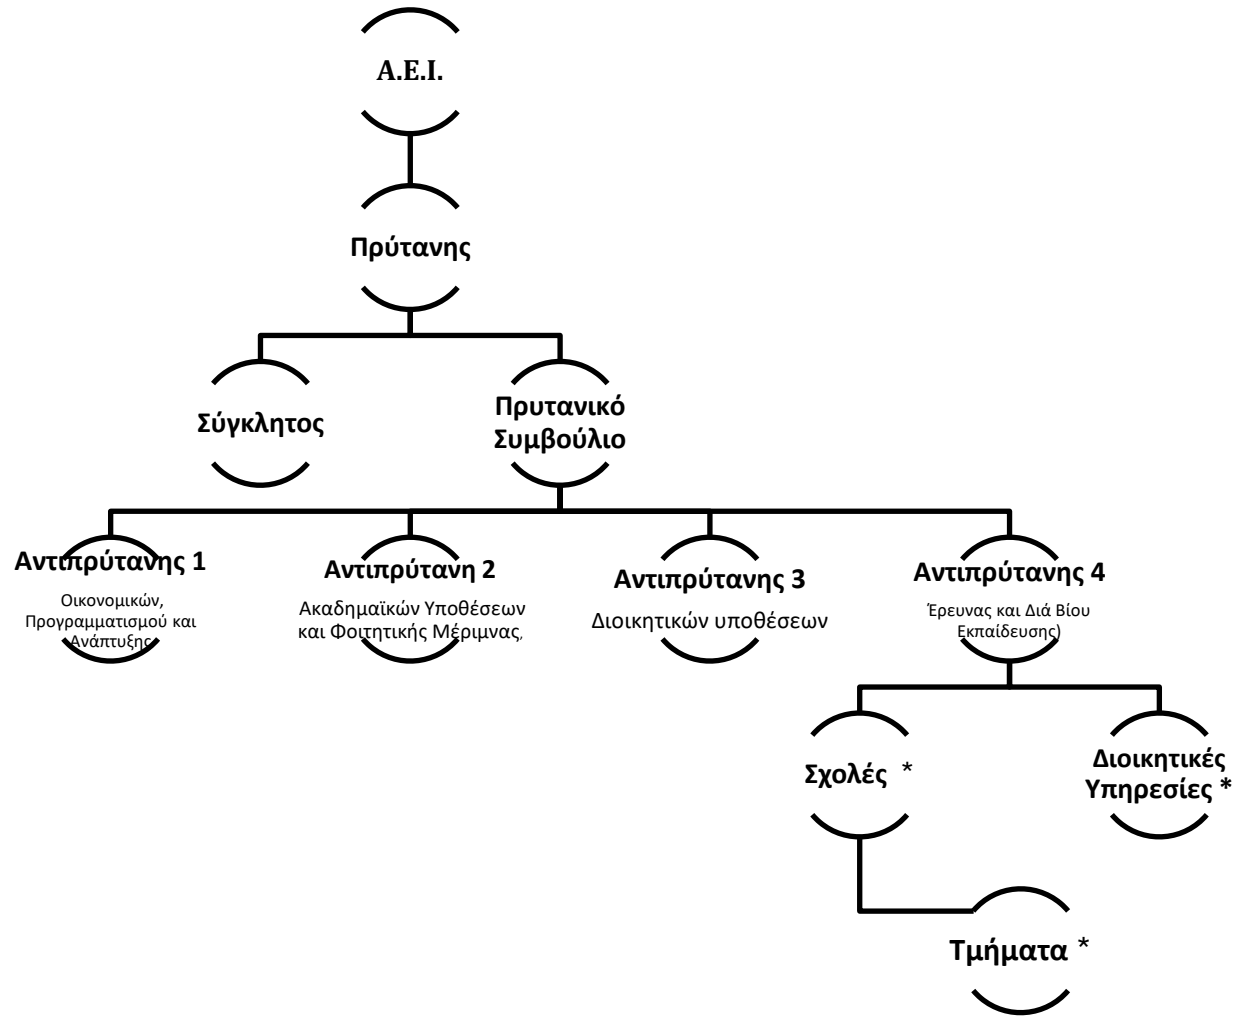 Α.Ε.Ι.
Πρύτανης
Σύγκλητος
Πρυτανικό
Συμβούλιο
Αντιπρύτανης 1
Οικονομικών,
Προγραμματισμού και
Ανάπτυξης
Αντιπρύτανη 2
Ακαδημαϊκών Υποθέσεων
και Φοιτητικής Μέριμνας,
Αντιπρύτανης 3
Διοικητικών υποθέσεων
Αντιπρύτανης 4
Έρευνας και Διά Βίου
Εκπαίδευσης)
Σχολές *
Διοικητικές
Υπηρεσίες *
Τμήματα *